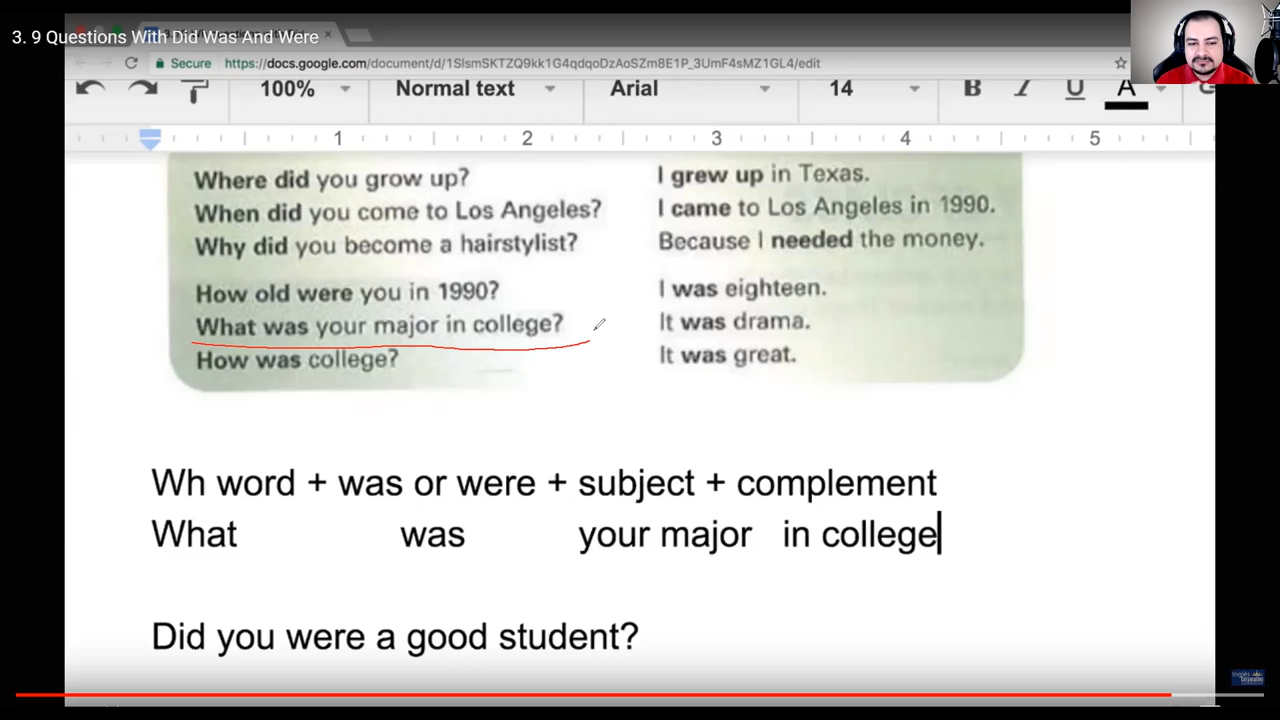 3. 9 Questions With Did Was And Were
Secure https://docs.google.com/document/d/1SlsmSKTZQ9kk1G4qdqoDzAoSZm8E1P_3UmF4sMZ1GL4/edit
100% Normal text Arial 14 B I U A
1 2 3 4 5
Where did you grow up? I grew up in Texas.
When did you come to Los Angeles? I came to Los Angeles in 1990.
Why did you become a hairstylist? Because I needed the money.
How old were you in 1990? I was eighteen.
What was your major in college? It was drama.
How was college? It was great.
Wh word + was or were + subject + complement
What was your major in college
Did you were a good student?